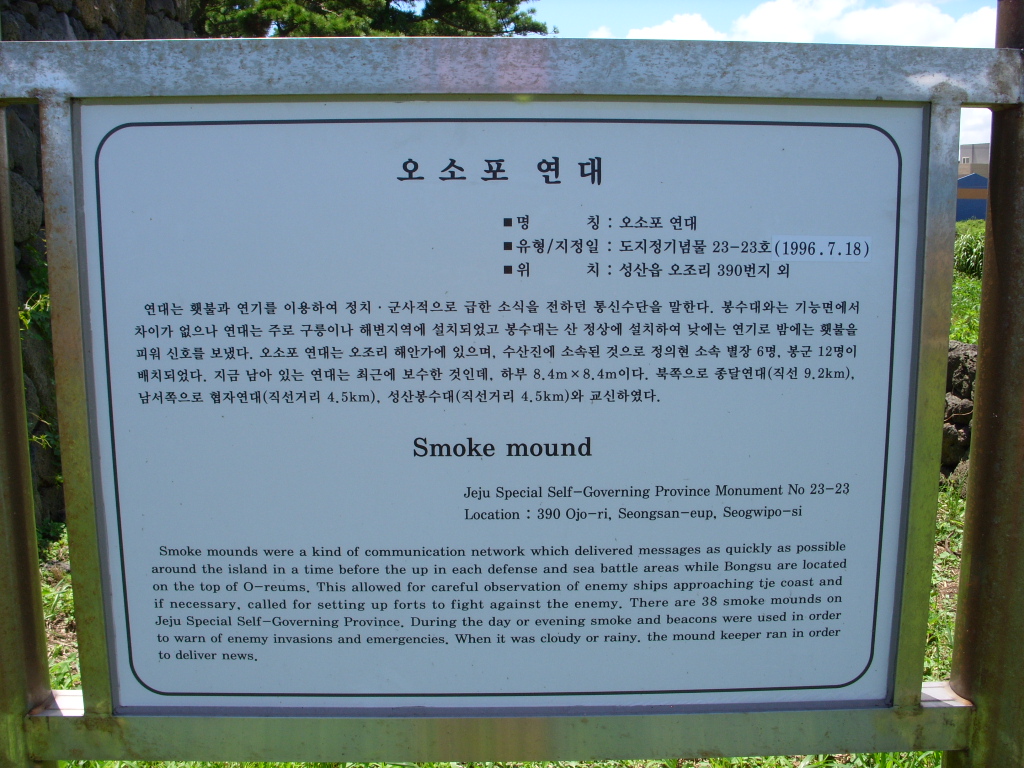 오소포 연대
■ 명 칭 : 오소포 연대
■ 유형/지정일 : 도지정기념물 23-23호(1996.7.18)
■ 위 치 : 성산읍 오조리 390번지 외
연대는 횃불과 연기를 이용하여 정치·군사적으로 급한 소식을 전하던 통신수단을 말한다. 봉수대와는 기능면에서
차이가 없으나 연대는 주로 구릉이나 해변지역에 설치되었고 봉수대는 산 정상에 설치하여 낮에는 연기로 밤에는 횃불을
피워 신호를 보냈다. 오소포 연대는 오조리 해안가에 있으며, 수산진에 소속된 것으로 정의현 소속 별장 6명, 봉군 12명이
배치되었다. 지금 남아 있는 연대는 최근에 보수한 것인데, 하부 8.4m×8.4m이다. 북쪽으로 종달연대(직선 9.2km),
남서쪽으로 협자연대(직선거리 4.5km), 성산봉수대(직선거리 4.5km)와 교신하였다.
Smoke mound
Jeju Special Self-Governing Province Monument No 23-23
Location : 390 Ojo-ri, Seongsan-eup, Seogwipo-si
Smoke mounds were a kind of communication network which delivered messages as quickly as possible
around the island in a time before the up in each defense and sea battle areas while Bongsu are located
on the top of O-reums. This allowed for careful observation of enemy ships approaching tje coast and
if necessary, called for setting up forts to fight against the enemy. There are 38 smoke mounds on
Jeju Special Self-Governing Province. During the day or evening smoke and beacons were used in order
to warn of enemy invasions and emergencies. When it was cloudy or rainy, the mound keeper ran in order
to deliver news.